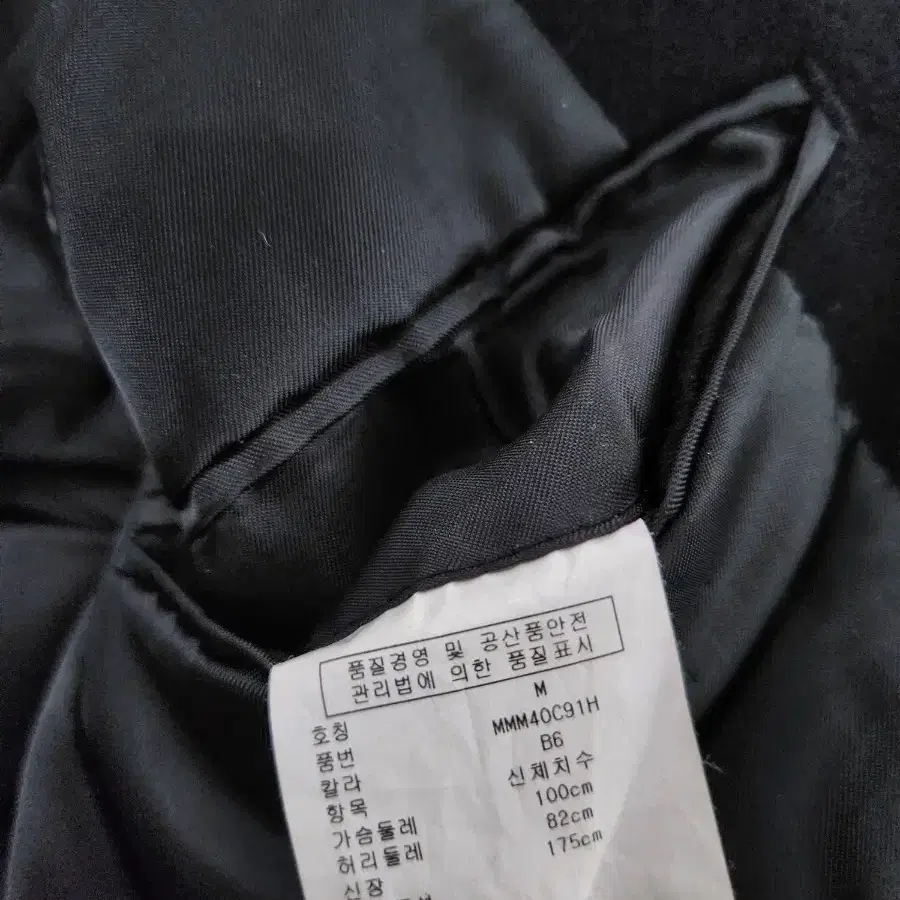 품질경영 및 공산품안전
관리법에 의한 품질표시
호칭 M
품번 MMM40C91H
칼라 B6
항목 신체치수
가슴둘레 100cm
허리둘레 82cm
신장 175cm